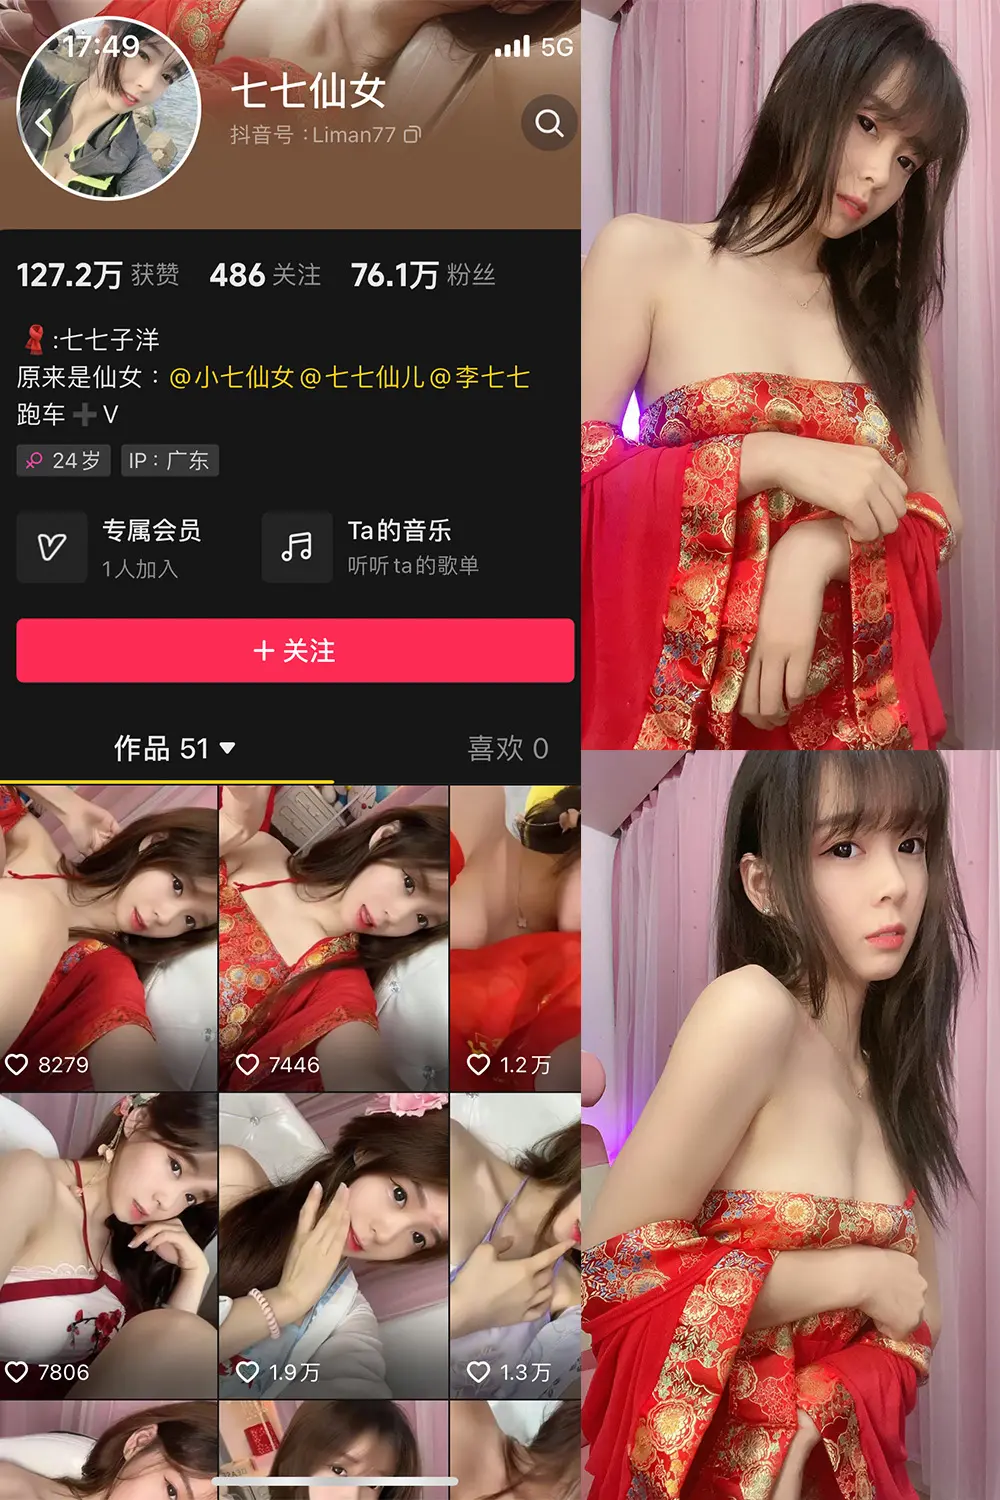 17:49
5G
七七仙女
抖音号：Liman77
127.2万 获赞 486 关注 76.1万 粉丝
:七七子洋
原来是仙女：@小七仙女@七七仙儿@李七七
跑车➕V
24岁 IP：广东
专属会员
1人加入
Ta的音乐
听听ta的歌单
+ 关注
作品 51 喜欢 0
8279 7446 1.2万
7806 1.9万 1.3万